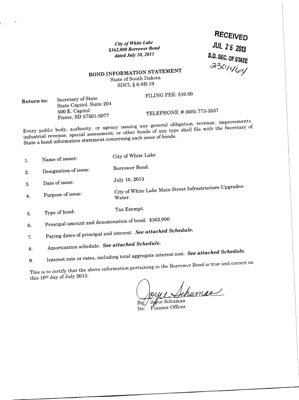 City of White Lake
$362,000 Borrower Bond
dated July 10, 2013
RECEIVED
JUL 26 2013
S.D. SEC. OF STATE
2301464
BOND INFORMATION STATEMENT
State of South Dakota
SDCL § 6-8B-19
Return to: Secretary of State
State Capitol, Suite 204
500 E. Capitol
Pierre, SD 57501-5077
FILING FEE: $10.00
TELEPHONE: # (605) 773-3537
Every public body, authority, or agency issuing any general obligation, revenue, improvement,
industrial revenue, special assessment, or other bonds of any type shall file with the Secretary of
State a bond information statement concerning each issue of bonds.
1. Name of issuer: City of White Lake
2. Designation of issue: Borrower Bond.
3. Date of issue: July 10, 2013
4. Purpose of issue: City of White Lake Main Street Infrastructure Upgrades-
Water.
5. Type of bond: Tax Exempt.
6. Principal amount and denomination of bond: $362,000
7. Paying dates of principal and interest: See attached Schedule.
8. Amortization schedule: See attached Schedule.
9. Interest rate or rates, including total aggregate interest cost: See attached Schedule.
This is to certify that the above information pertaining to the Borrower Bond is true and correct on
this 10th day of July 2013.
Joyce Schuman
By: Joyce Schuman
Its: Finance Officer